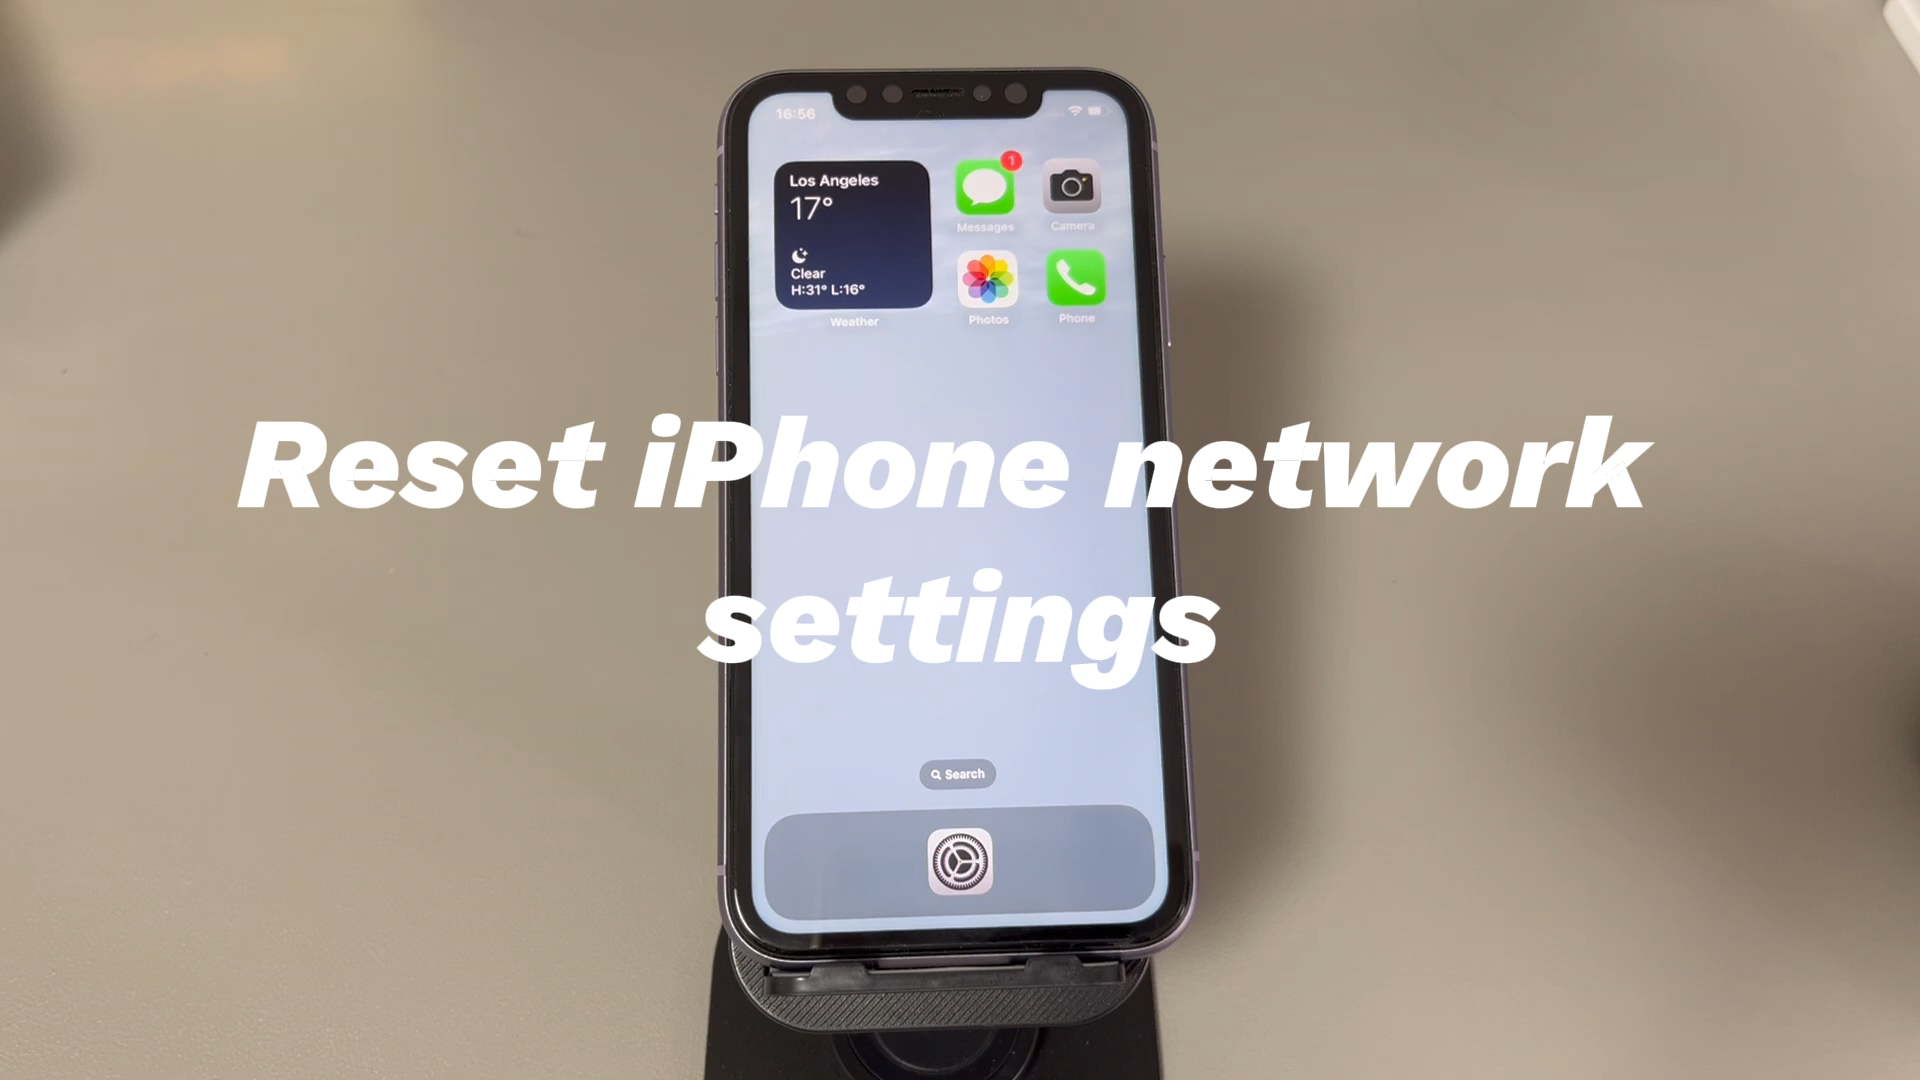 16:56
Los Angeles
17°
Clear
H:31° L:16°
Weather
1
Messages
Camera
Photos
Phone
Reset iPhone network
settings
Search